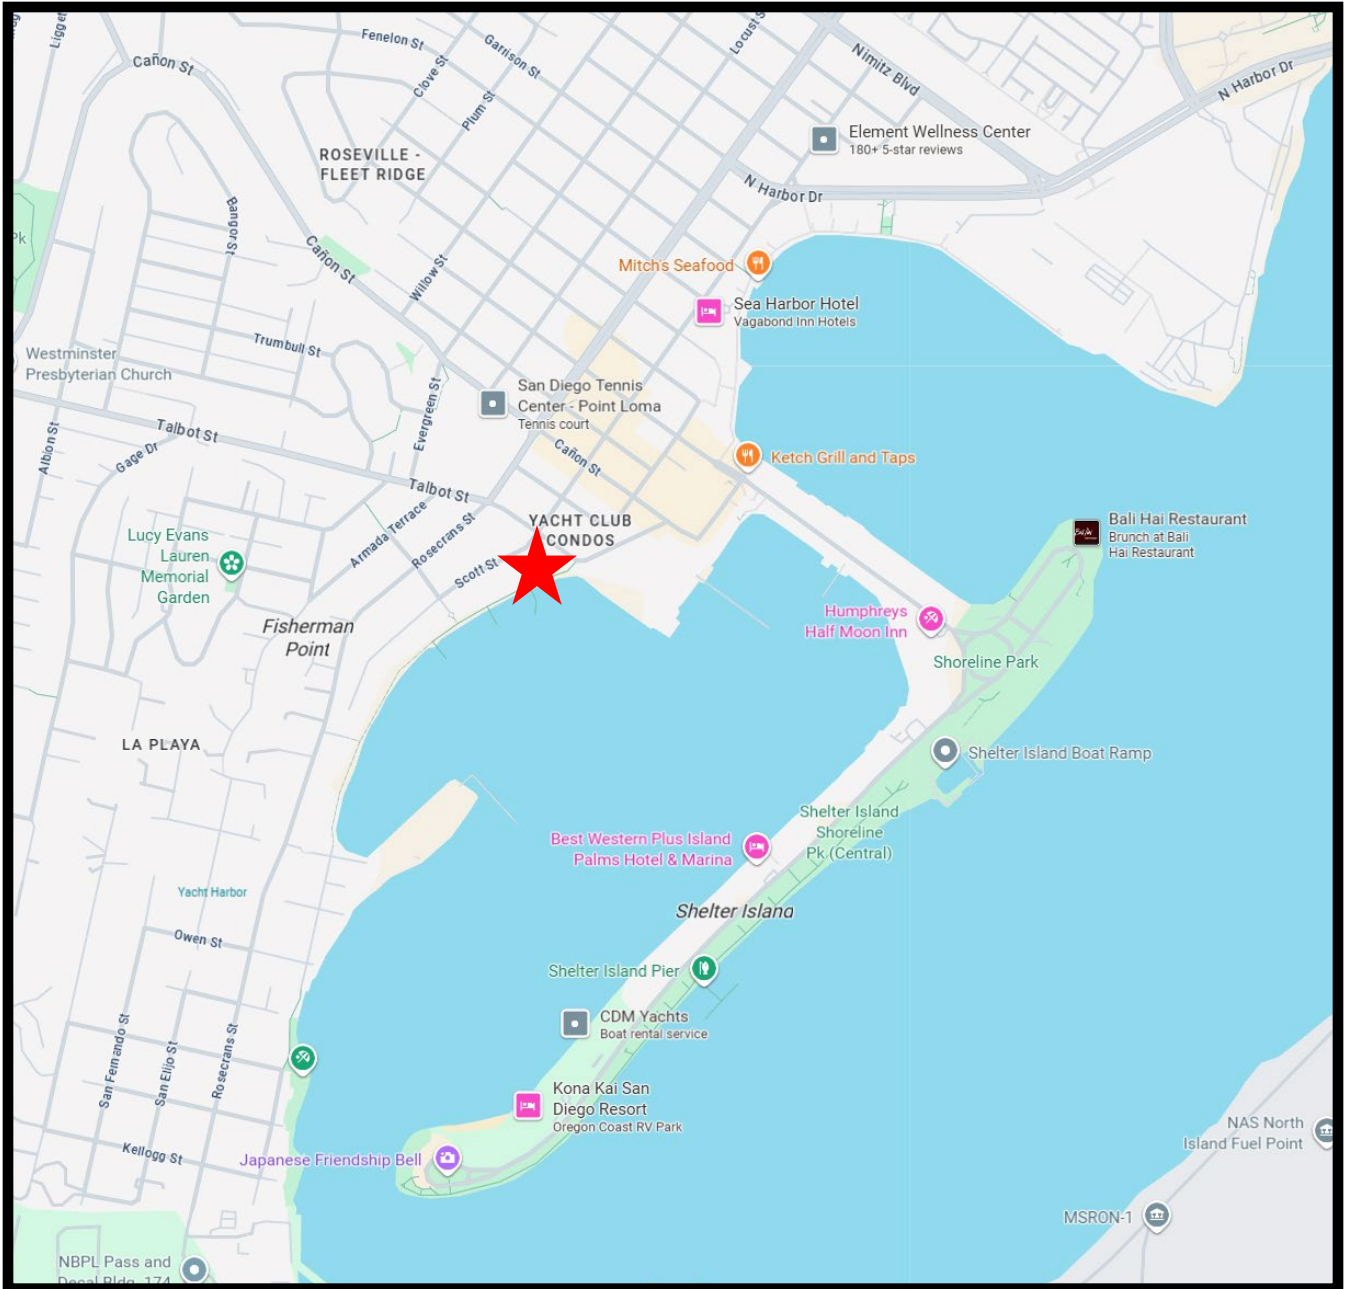 Ligget
Cañon St
Fenelon St
Garrison St
Clove St
Plum St
Locust S
Nimitz Blvd
N Harbor Dr
Element Wellness Center
180+ 5-star reviews
ROSEVILLE -
FLEET RIDGE
N Harbor Dr
Bangor St
Pk
Cañon St
Willow St
Mitch's Seafood
Sea Harbor Hotel
Vagabond Inn Hotels
Trumbull St
Westminster
Presbyterian Church
San Diego Tennis
Center - Point Loma
Tennis court
Evergreen St
Albion St
Talbot St
Gage Dr
Cañon St
Ketch Grill and Taps
Talbot St
Armada Terrace
Rosecrans St
Scott St
YACHT CLUB
CONDOS
Bali Hai Restaurant
Brunch at Bali
Hai Restaurant
Lucy Evans
Lauren
Memorial
Garden
Fisherman
Point
Humphreys
Half Moon Inn
Shoreline Park
LA PLAYA
Shelter Island Boat Ramp
Shelter Island
Shoreline
Pk (Central)
Best Western Plus Island
Palms Hotel & Marina
Yacht Harbor
Shelter Island
Owen St
Shelter Island Pier
CDM Yachts
Boat rental service
San Fernando St
San Elijo St
Rosecrans St
Kona Kai San
Diego Resort
Oregon Coast RV Park
NAS North
Island Fuel Point
Kellogg St
Japanese Friendship Bell
MSRON-1
NBPL Pass and
Decal Bldg. 174